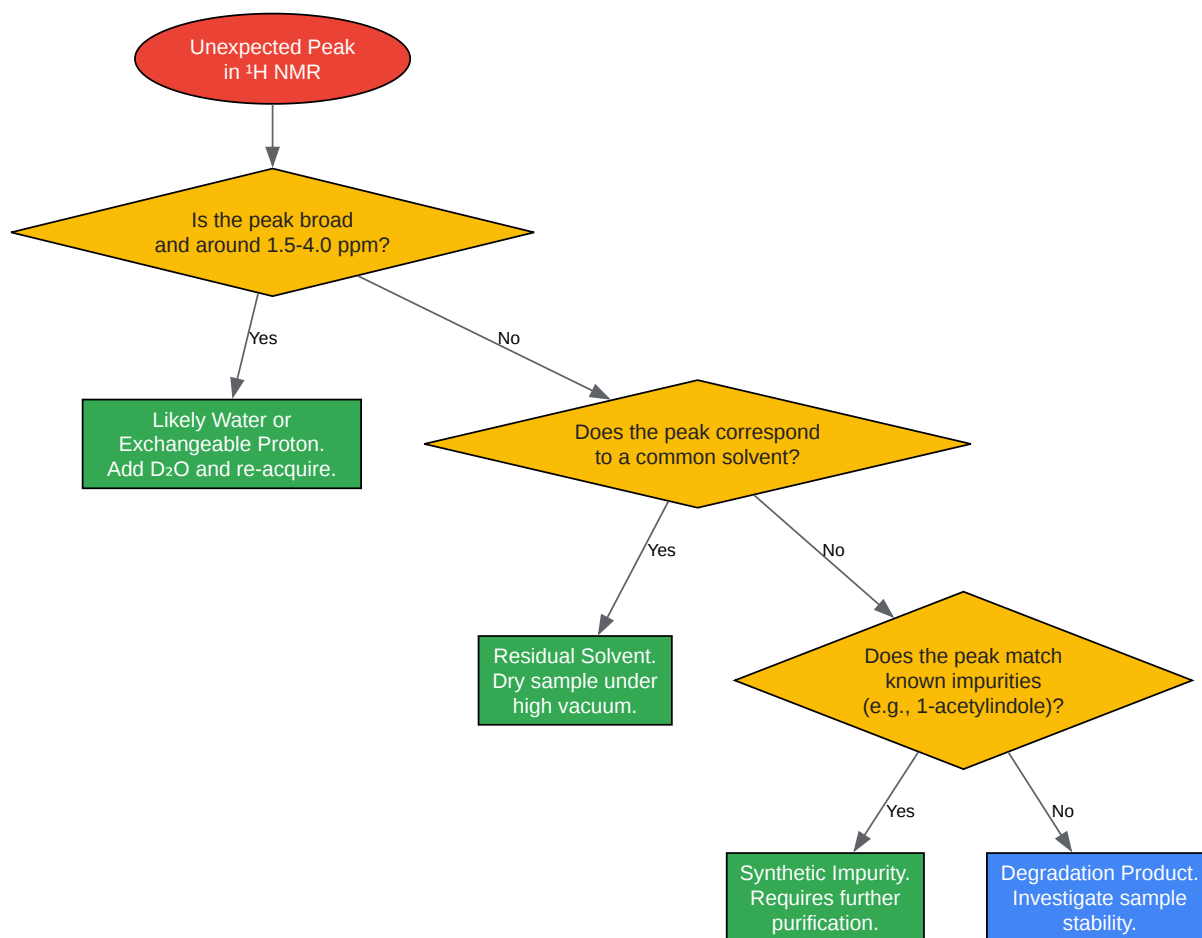 Unexpected Peak
in ¹H NMR
Is the peak broad
and around 1.5-4.0 ppm?
Yes
No
Likely Water or
Exchangeable Proton.
Add D₂O and re-acquire.
Does the peak correspond
to a common solvent?
Yes
No
Residual Solvent.
Dry sample under
high vacuum.
Does the peak match
known impurities
(e.g., 1-acetylindole)?
Yes
No
Synthetic Impurity.
Requires further
purification.
Degradation Product.
Investigate sample
stability.